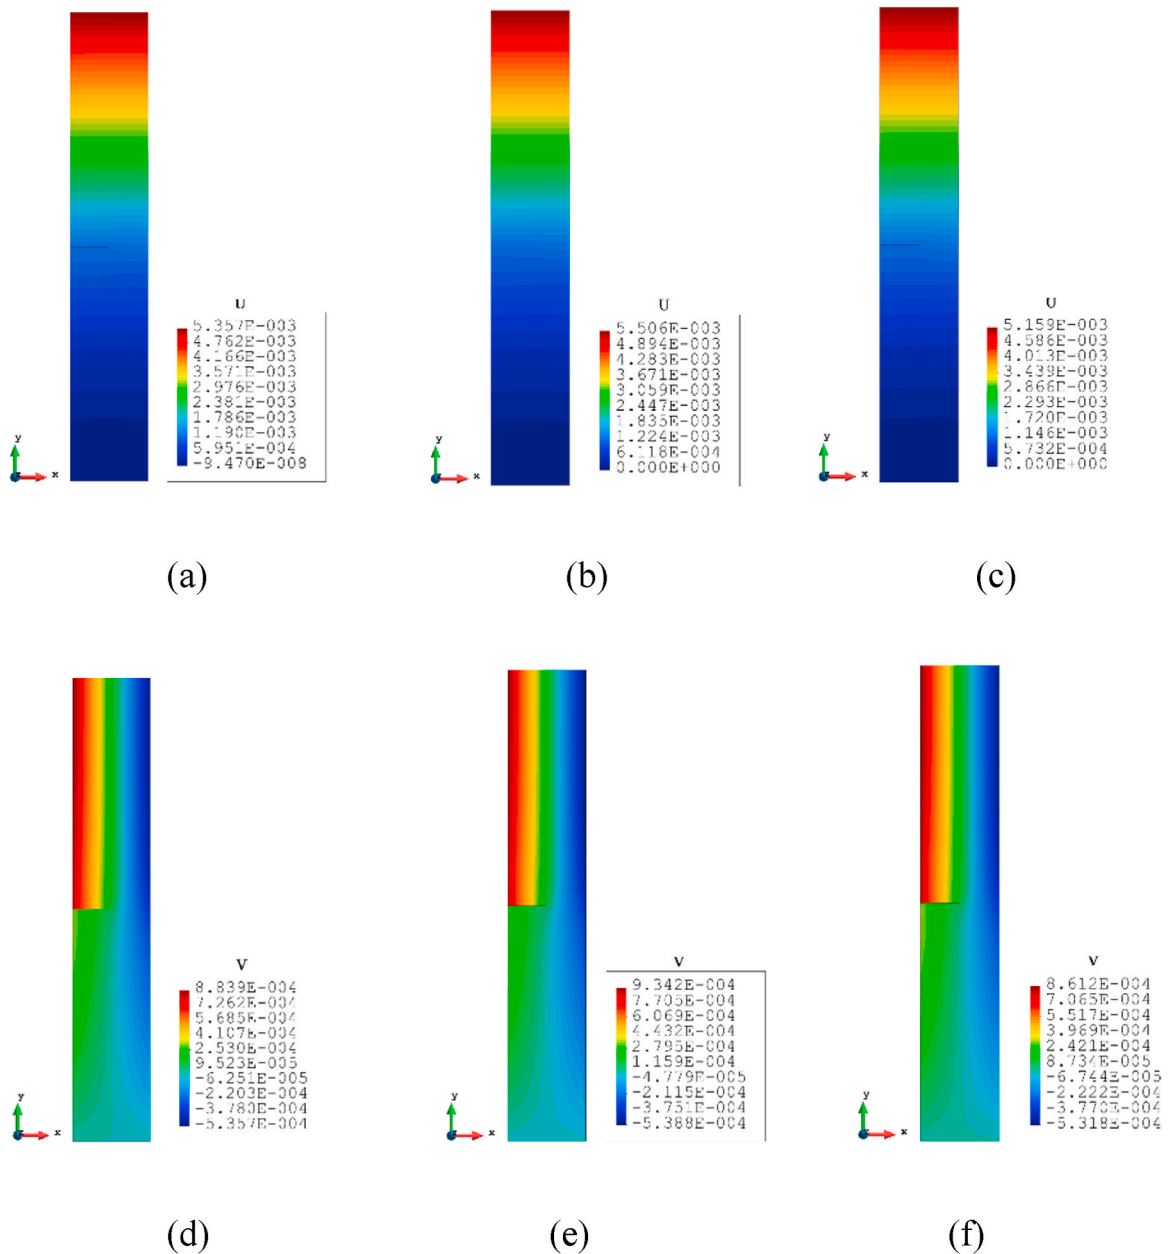 U
5.357E-003
4.762E-003
4.166E-003
3.571E-003
2.976E-003
2.381E-003
1.786E-003
1.190E-003
5.951E-004
-9.470E-008
y
x
(a)
U
5.506E-003
4.894E-003
4.283E-003
3.671E-003
3.059E-003
2.447E-003
1.835E-003
1.224E-003
6.118E-004
0.000E+000
y
x
(b)
U
5.159E-003
4.586E-003
4.013E-003
3.439E-003
2.866E-003
2.293E-003
1.720E-003
1.146E-003
5.732E-004
0.000E+000
y
x
(c)
V
8.839E-004
7.262E-004
5.685E-004
4.107E-004
2.530E-004
9.523E-005
-6.251E-005
-2.203E-004
-3.780E-004
-5.357E-004
y
x
(d)
V
9.342E-004
7.705E-004
6.069E-004
4.432E-004
2.795E-004
1.159E-004
-4.779E-005
-2.115E-004
-3.751E-004
-5.388E-004
y
x
(e)
V
8.612E-004
7.065E-004
5.517E-004
3.969E-004
2.421E-004
8.734E-005
-6.744E-005
-2.222E-004
-3.770E-004
-5.318E-004
y
x
(f)